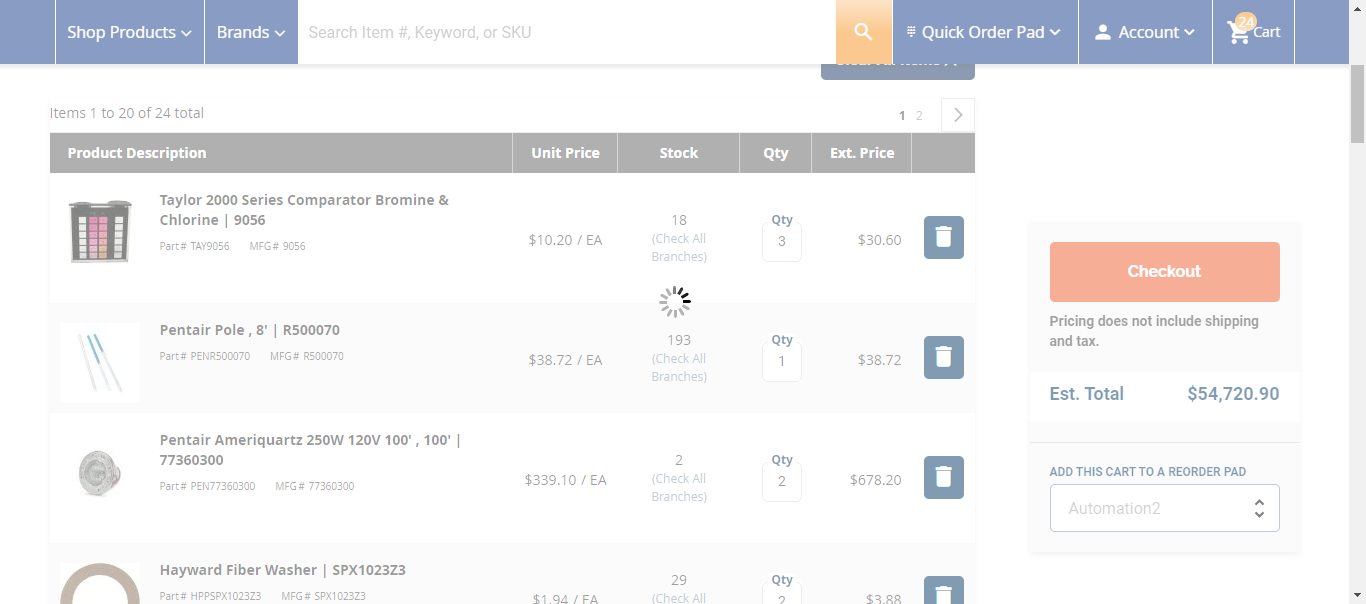 Shop Products
Brands
Search Item #, Keyword, or SKU
Quick Order Pad
Account
24
Cart
Items 1 to 20 of 24 total
1 2
Product Description Unit Price Stock Qty Ext. Price
Taylor 2000 Series Comparator Bromine &
Chlorine | 9056
Part# TAY9056 MFG# 9056
$10.20 / EA
18
(Check All
Branches)
Qty
3
$30.60
Pentair Pole , 8' | R500070
Part# PENR500070 MFG# R500070
$38.72 / EA
193
(Check All
Branches)
Qty
1
$38.72
Pentair Ameriquartz 250W 120V 100' , 100' |
77360300
Part# PEN77360300 MFG# 77360300
$339.10 / EA
2
(Check All
Branches)
Qty
2
$678.20
Hayward Fiber Washer | SPX1023Z3
Part# HPPSPX1023Z3 MFG# SPX1023Z3
$1.94 / EA
29
(Check All
Qty
2
$3.88
Checkout
Pricing does not include shipping
and tax.
Est. Total $54,720.90
ADD THIS CART TO A REORDER PAD
Automation2